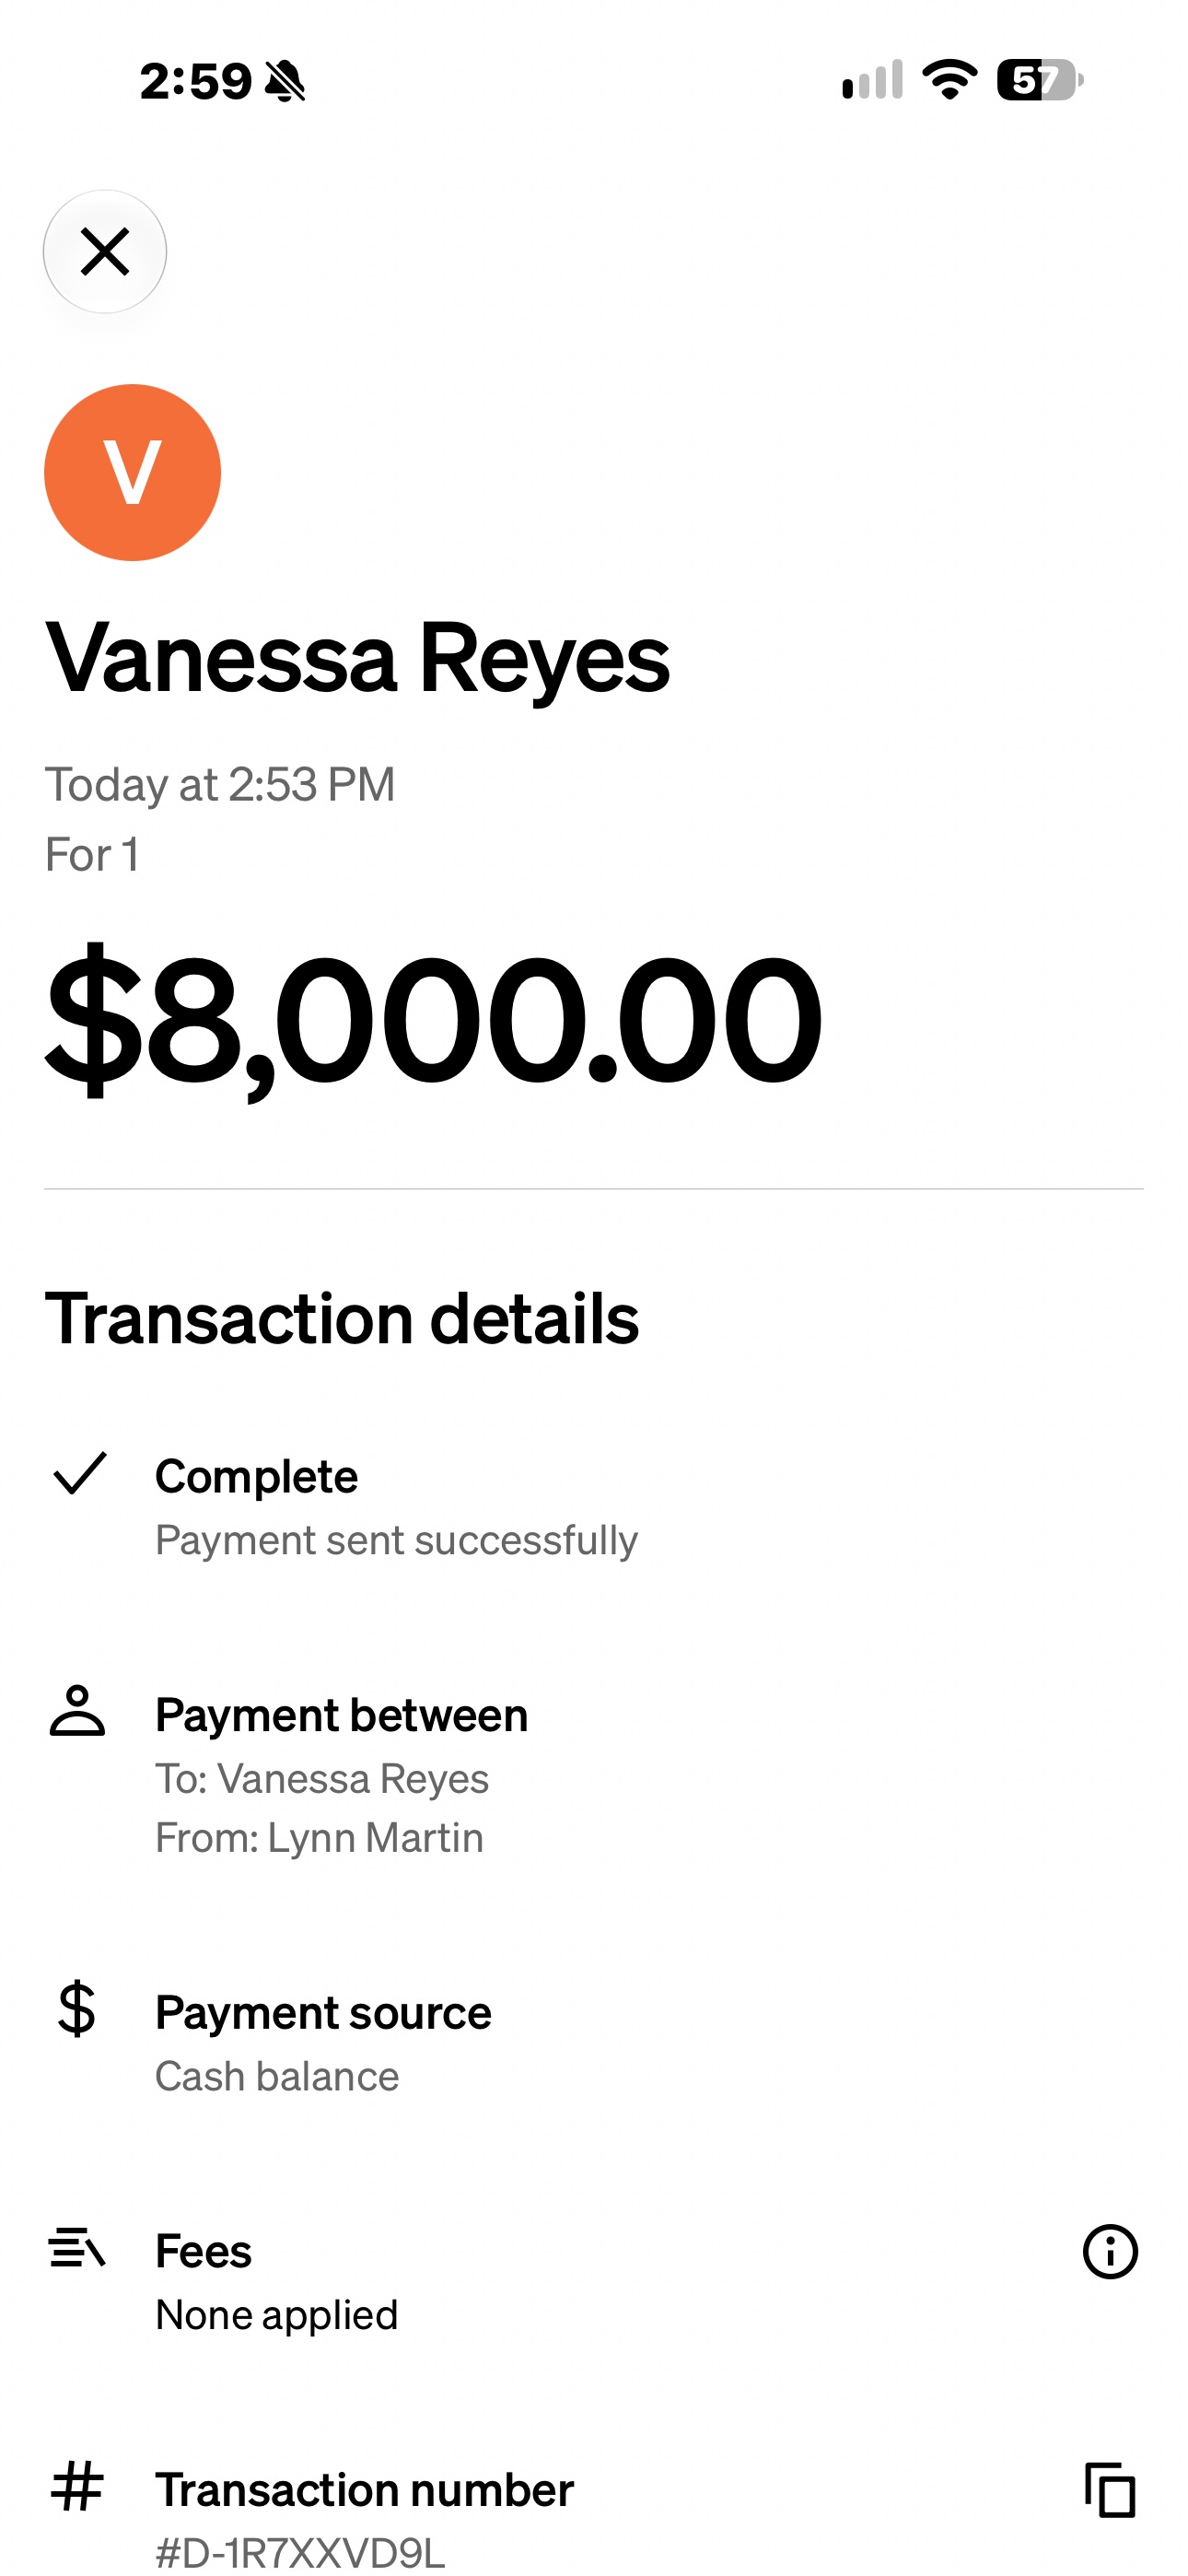 2:59
57
V
Vanessa Reyes
Today at 2:53 PM
For 1
$8,000.00
Transaction details
Complete
Payment sent successfully
Payment between
To: Vanessa Reyes
From: Lynn Martin
$ Payment source
Cash balance
Fees
None applied
# Transaction number
#D-1R7XXVD9L